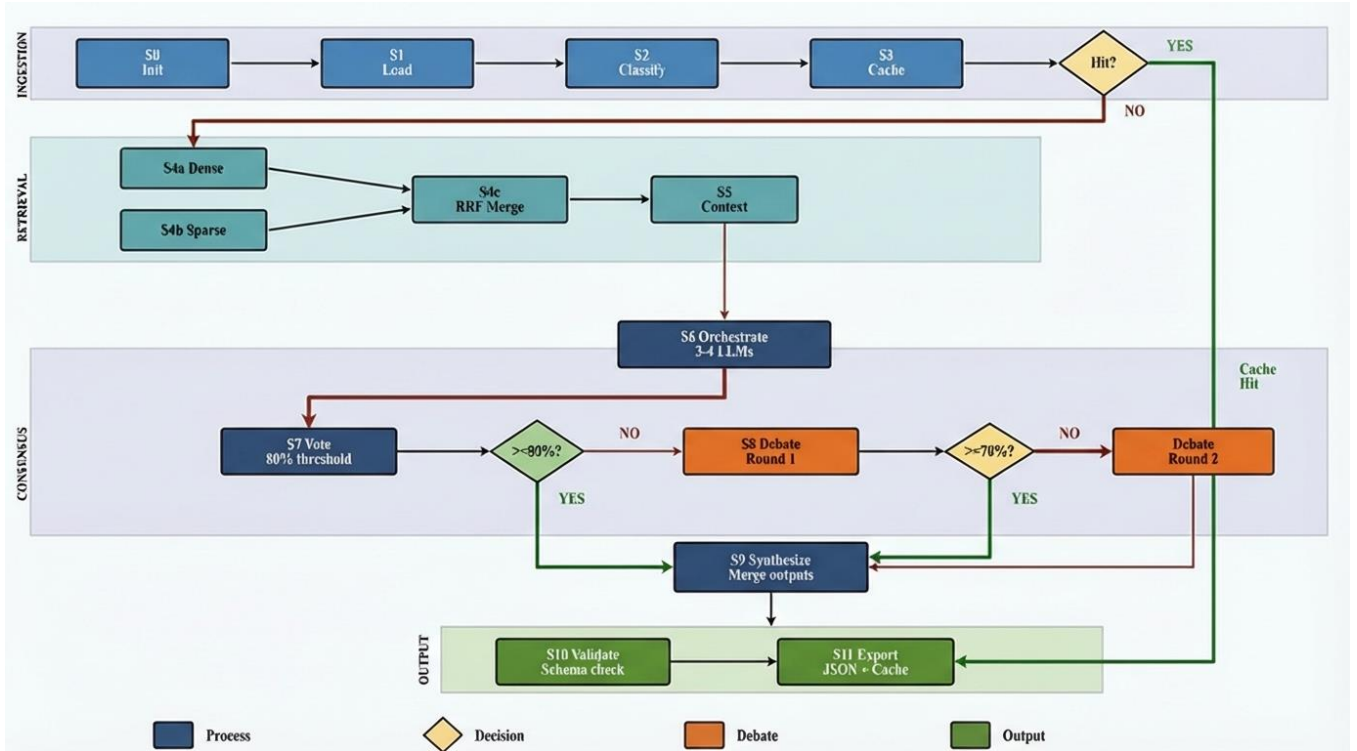 INGESTION
S0
Init
S1
Load
S2
Classify
S3
Cache
Hit?
YES
NO
RETRIEVAL
S4a Dense
S4b Sparse
S4c
RRF Merge
S5
Context
S6 Orchestrate
3-4 LLMs
Cache
Hit
CONSENSUS
S7 Vote
80% threshold
NO
YES
S8 Debate
Round 1
>=70%?
NO
YES
Debate
Round 2
S9 Synthesize
Merge outputs
OUTPUT
S10 Validate
Schema check
S11 Export
JSON + Cache
Process
Decision
Debate
Output